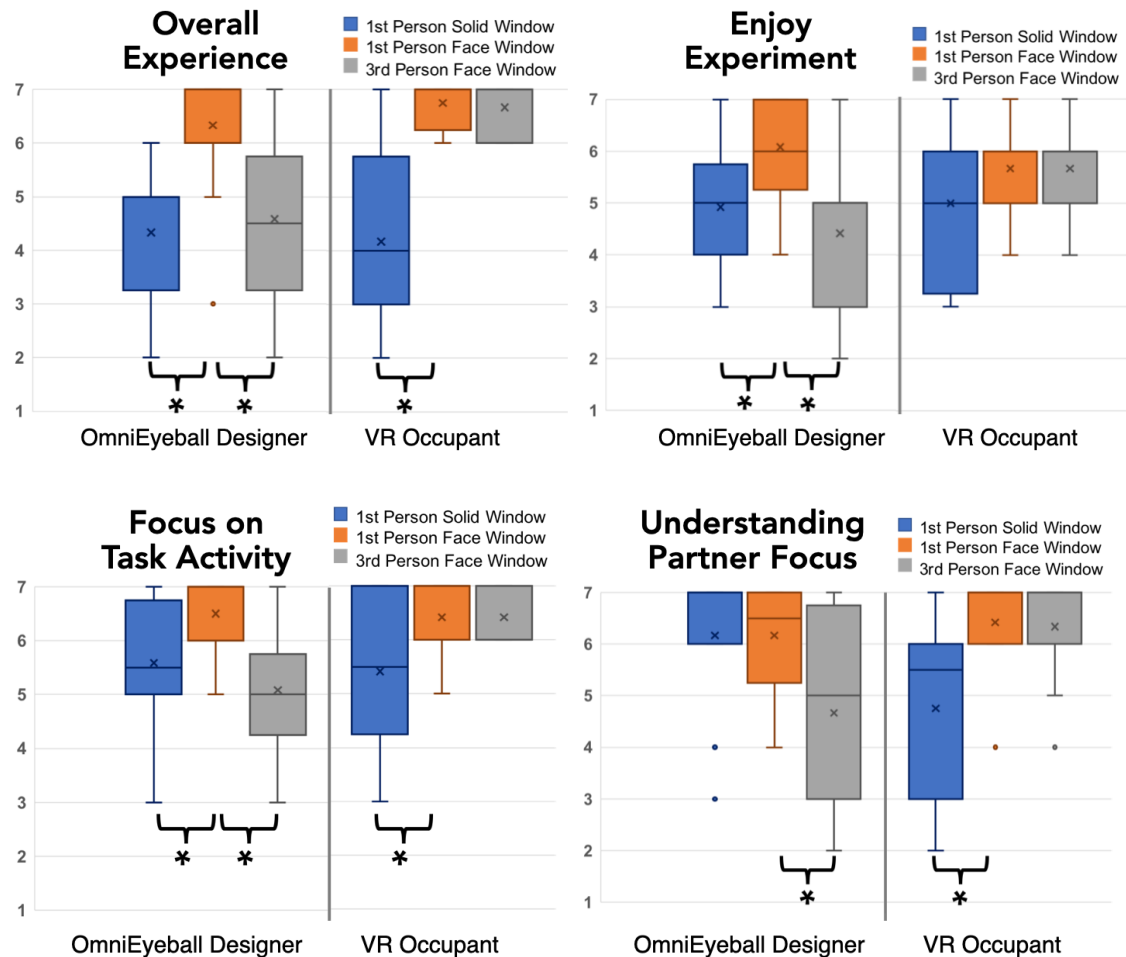 Overall
Experience
1st Person Solid Window
1st Person Face Window
3rd Person Face Window
7
6
5
4
3
2
1
*
*
*
OmniEyeball Designer
VR Occupant
Enjoy
Experiment
1st Person Solid Window
1st Person Face Window
3rd Person Face Window
7
6
5
4
3
2
1
*
*
OmniEyeball Designer
VR Occupant
Focus on
Task Activity
1st Person Solid Window
1st Person Face Window
3rd Person Face Window
7
6
5
4
3
2
1
*
*
*
OmniEyeball Designer
VR Occupant
Understanding
Partner Focus
1st Person Solid Window
1st Person Face Window
3rd Person Face Window
7
6
5
4
3
2
1
*
*
OmniEyeball Designer
VR Occupant